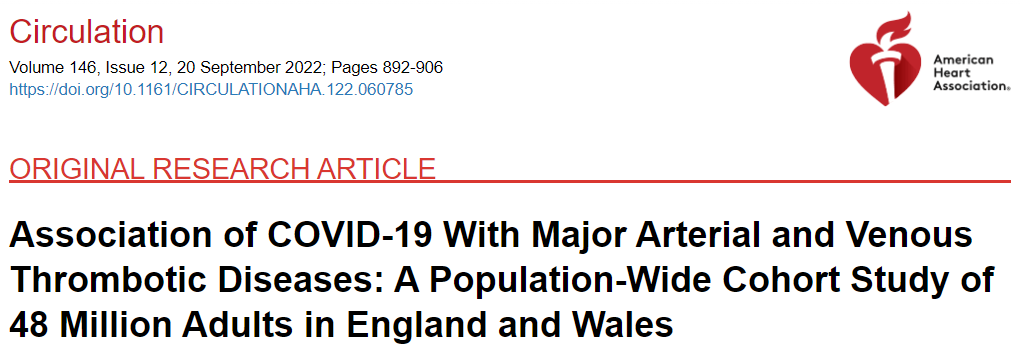 Circulation
Volume 146, Issue 12, 20 September 2022; Pages 892-906
https://doi.org/10.1161/CIRCULATIONAHA.122.060785
American
Heart
Association.
ORIGINAL RESEARCH ARTICLE
Association of COVID-19 With Major Arterial and Venous
Thrombotic Diseases: A Population-Wide Cohort Study of
48 Million Adults in England and Wales